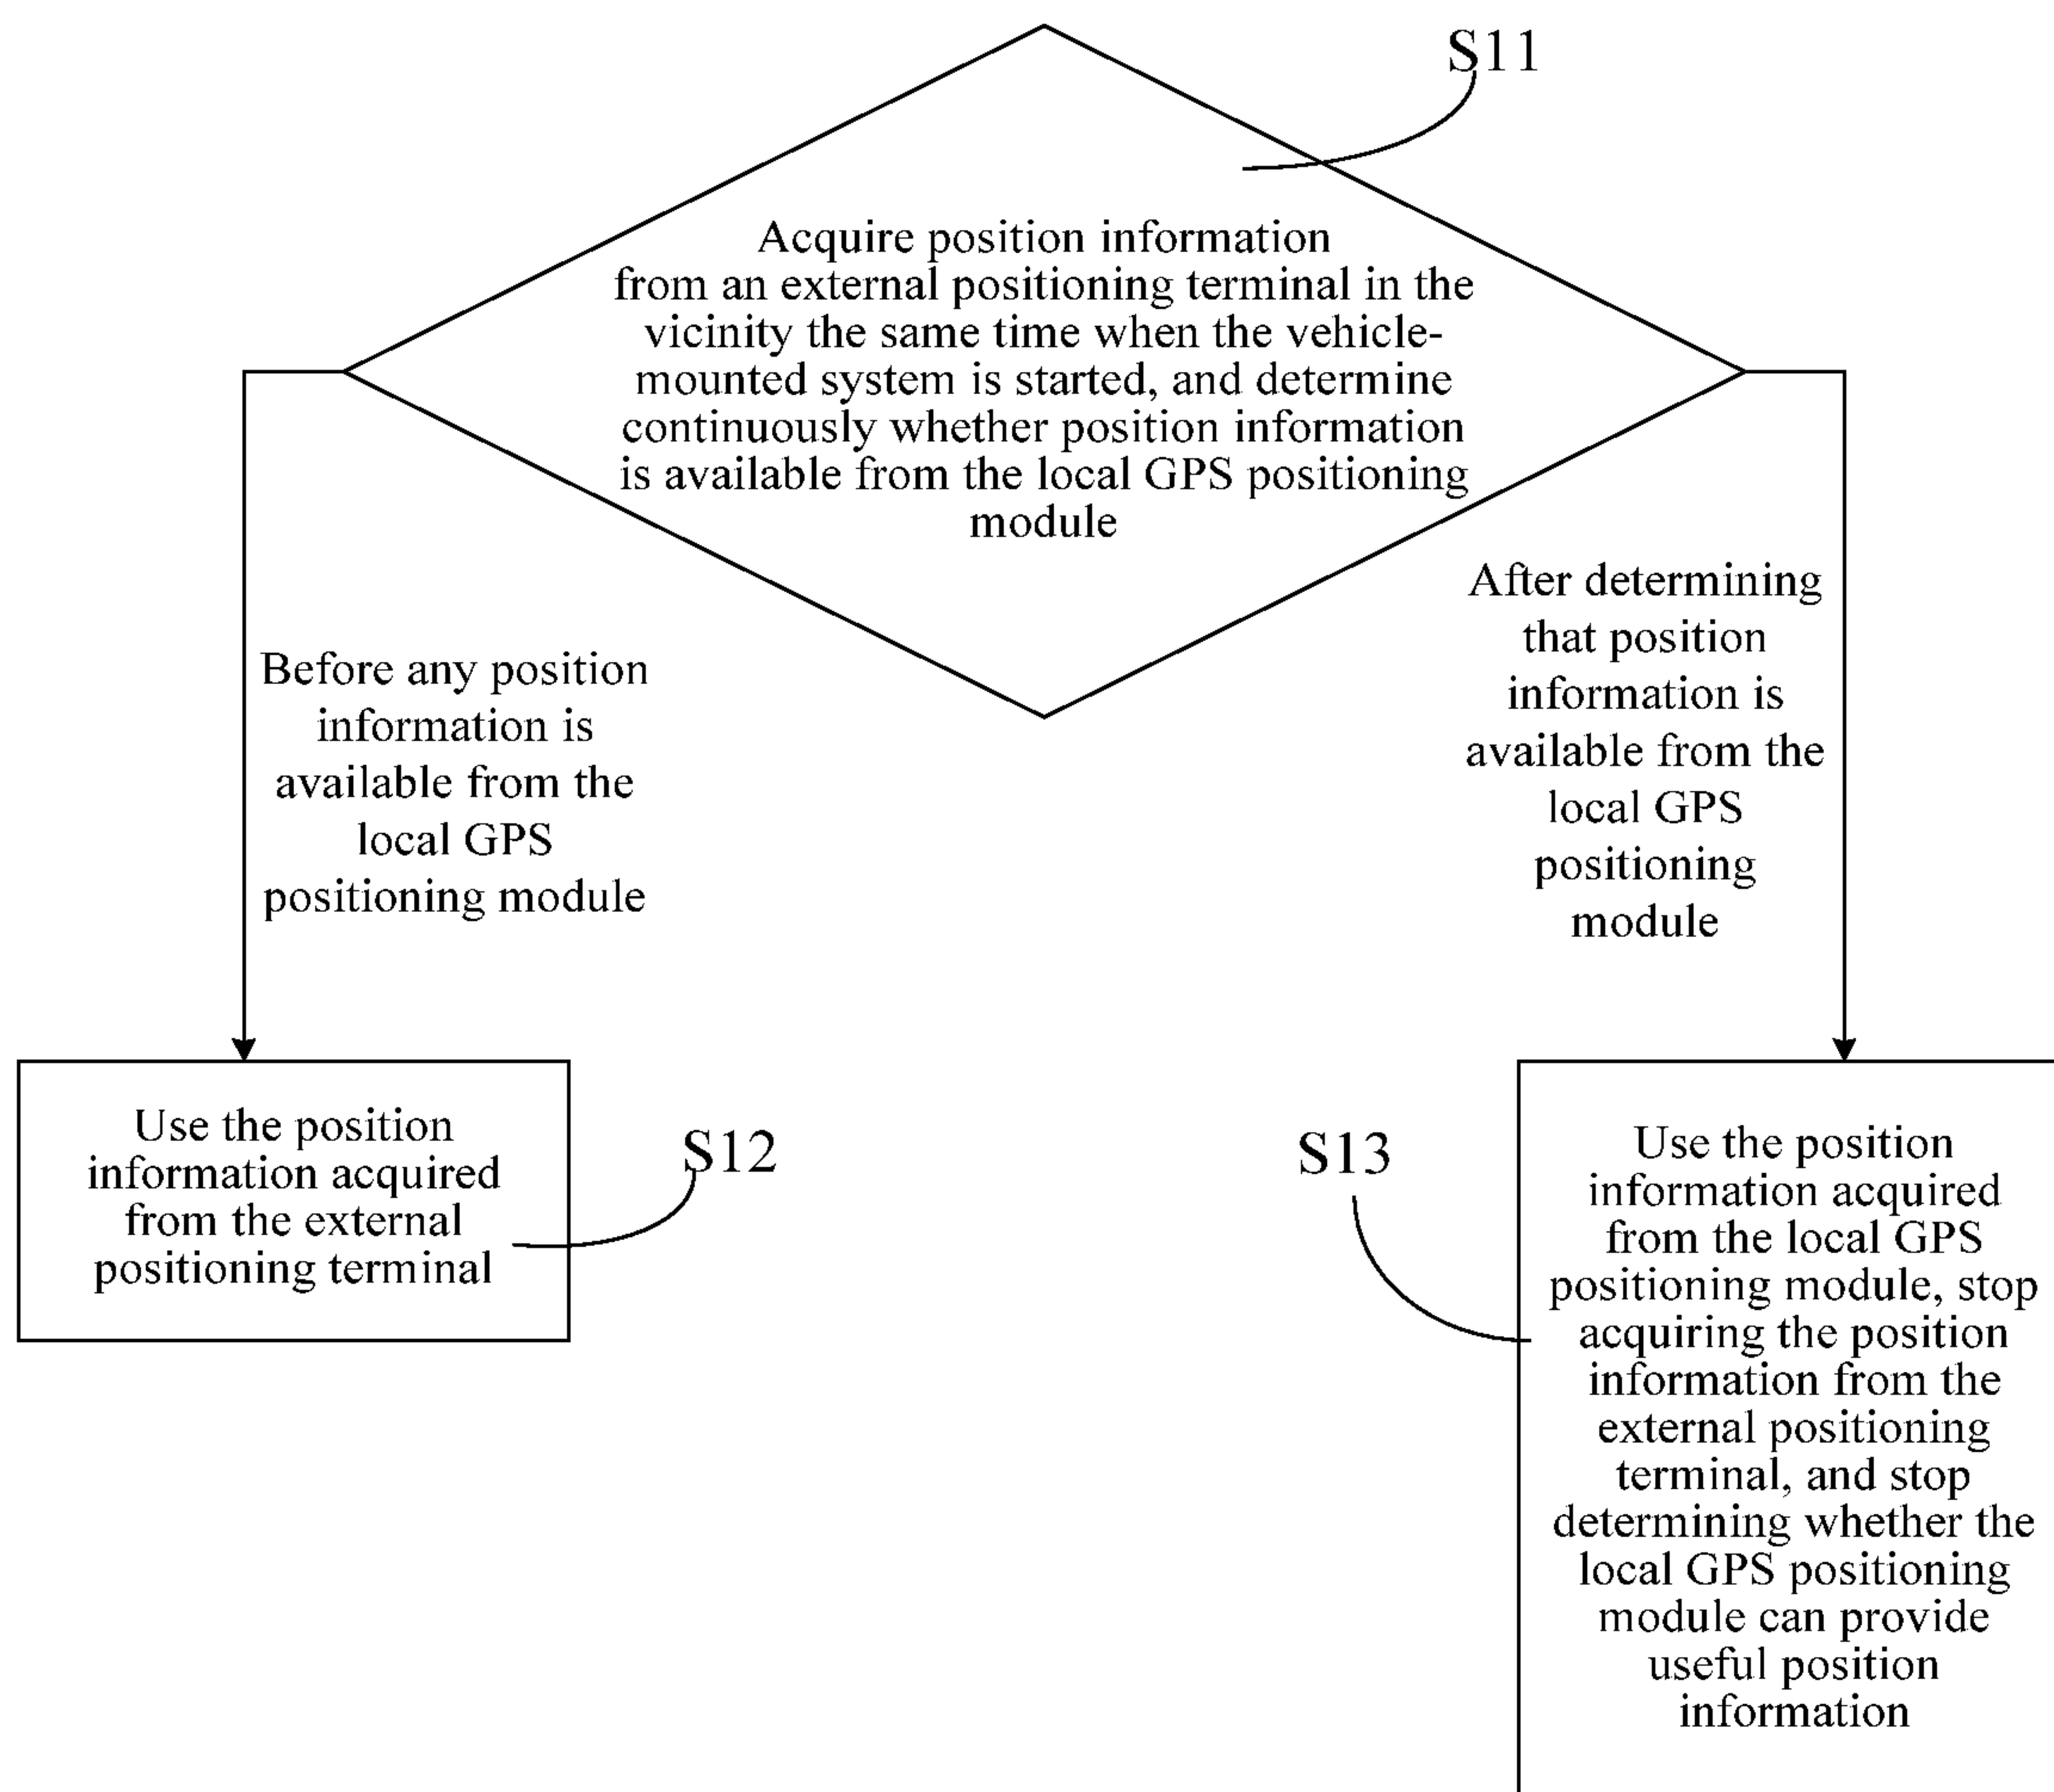 S11
Acquire position information
from an external positioning terminal in the
vicinity the same time when the vehicle-
mounted system is started, and determine
continuously whether position information
is available from the local GPS positioning
module
Before any position
information is
available from the
local GPS
positioning module
After determining
that position
information is
available from the
local GPS
positioning
module
Use the position
information acquired
from the external
positioning terminal
S12
S13
Use the position
information acquired
from the local GPS
positioning module, stop
acquiring the position
information from the
external positioning
terminal, and stop
determining whether the
local GPS positioning
module can provide
useful position
information